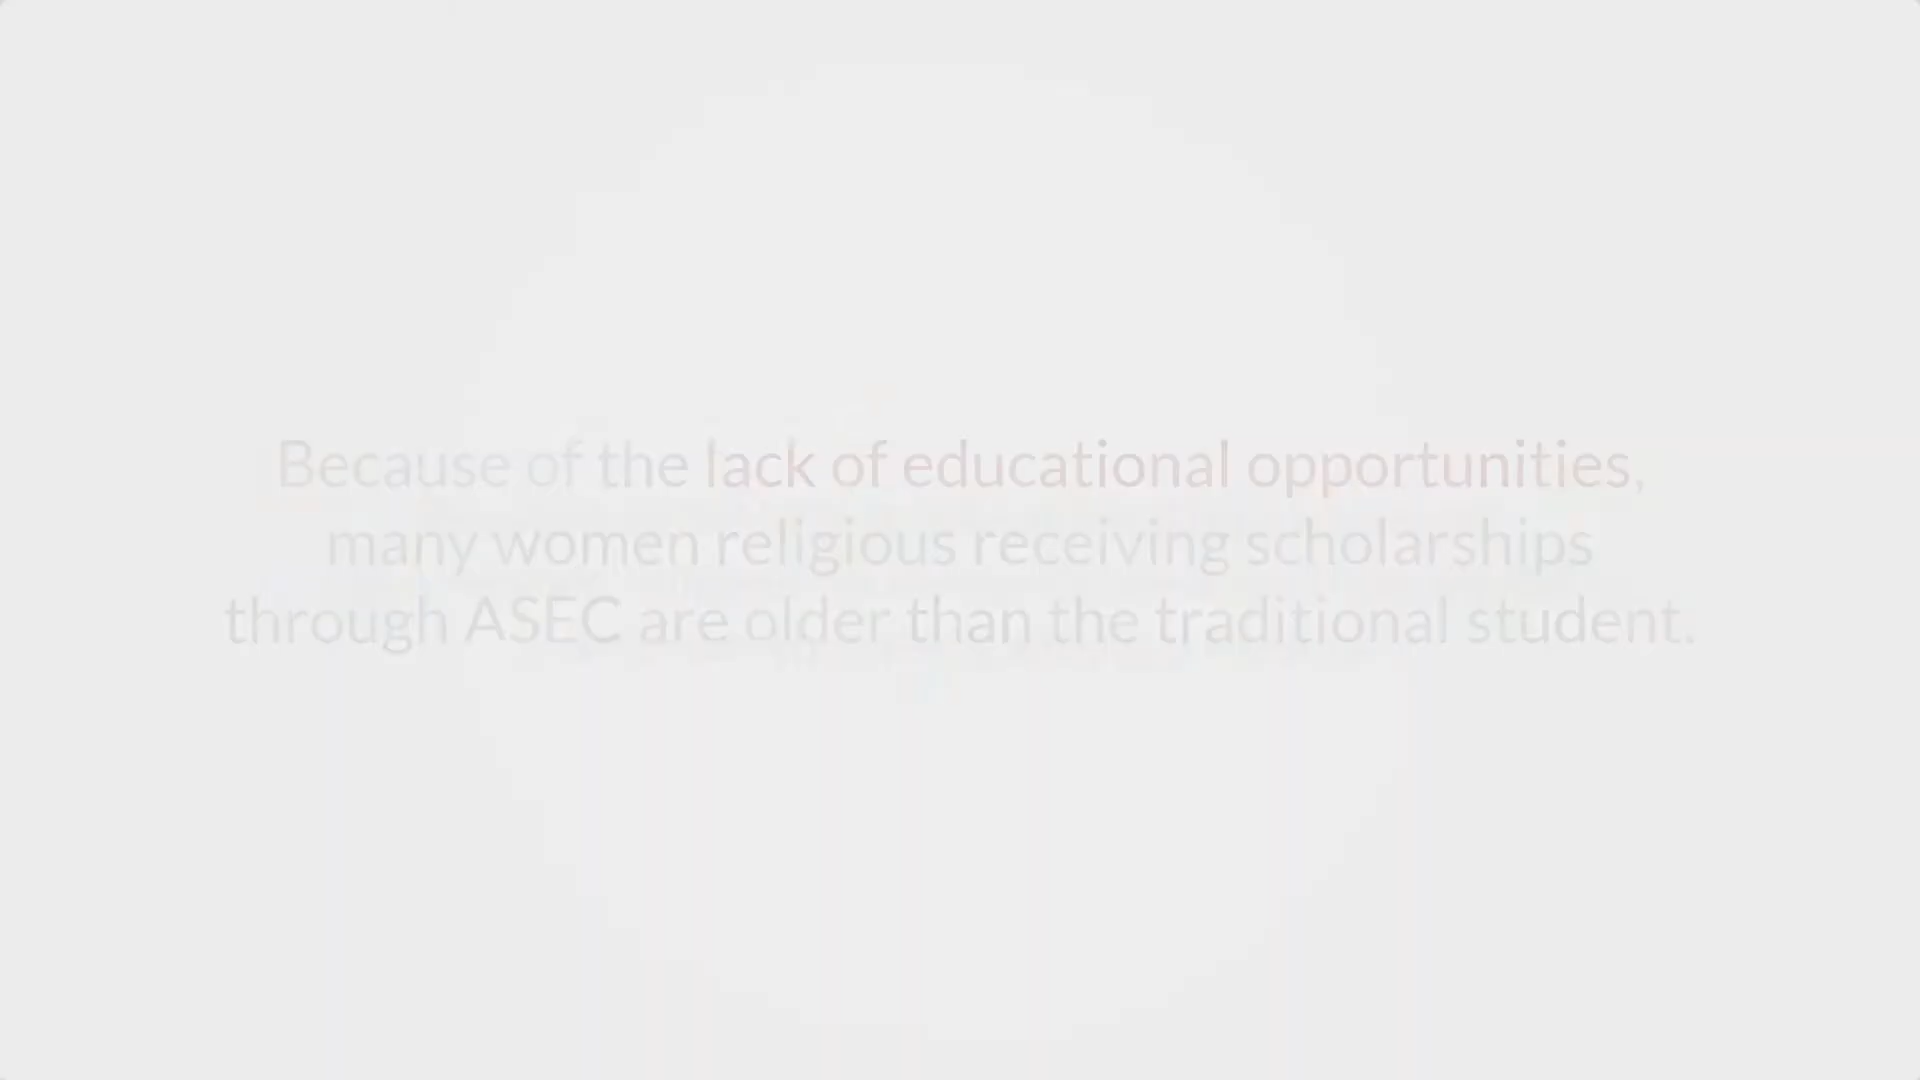 Because of the lack of educational opportunities,
many women religious receiving scholarships
through ASEC are older than the traditional student.